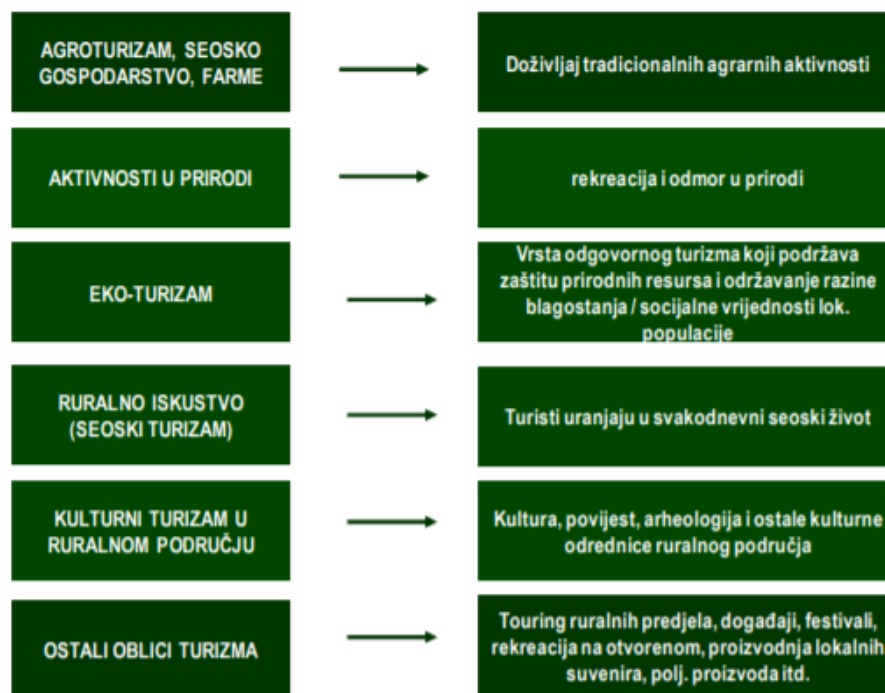 AGROTURIZAM, SEOSKO
GOSPODARSTVO, FARME
Doživljaj tradicionalnih agrarnih aktivnosti
AKTIVNOSTI U PRIRODI
rekreacija i odmor u prirodi
EKO-TURIZAM
Vrsta odgovornog turizma koji podržava
zaštitu prirodnih resursa i održavanje razine
blagostanja / socijalne vrijednosti lok.
populacije
RURALNO ISKUSTVO
(SEOSKI TURIZAM)
Turisti uranjaju u svakodnevni seoski život
KULTURNI TURIZAM U
RURALNOM PODRUČJU
Kultura, povijest, arheologija i ostale kulturne
odrednice ruralnog područja
OSTALI OBLICI TURIZMA
Touring ruralnih predjela, događaji, festivali,
rekreacija na otvorenom, proizvodnja lokalnih
suvenira, polj. proizvoda itd.